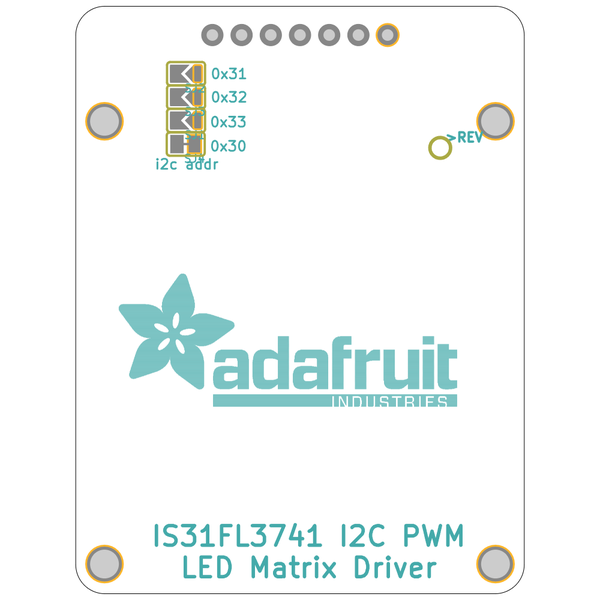 0x31
0x32
0x33
0x30
i2c addr
>REV
adafruit
INDUSTRIES
IS31FL3741 I2C PWM
LED Matrix Driver